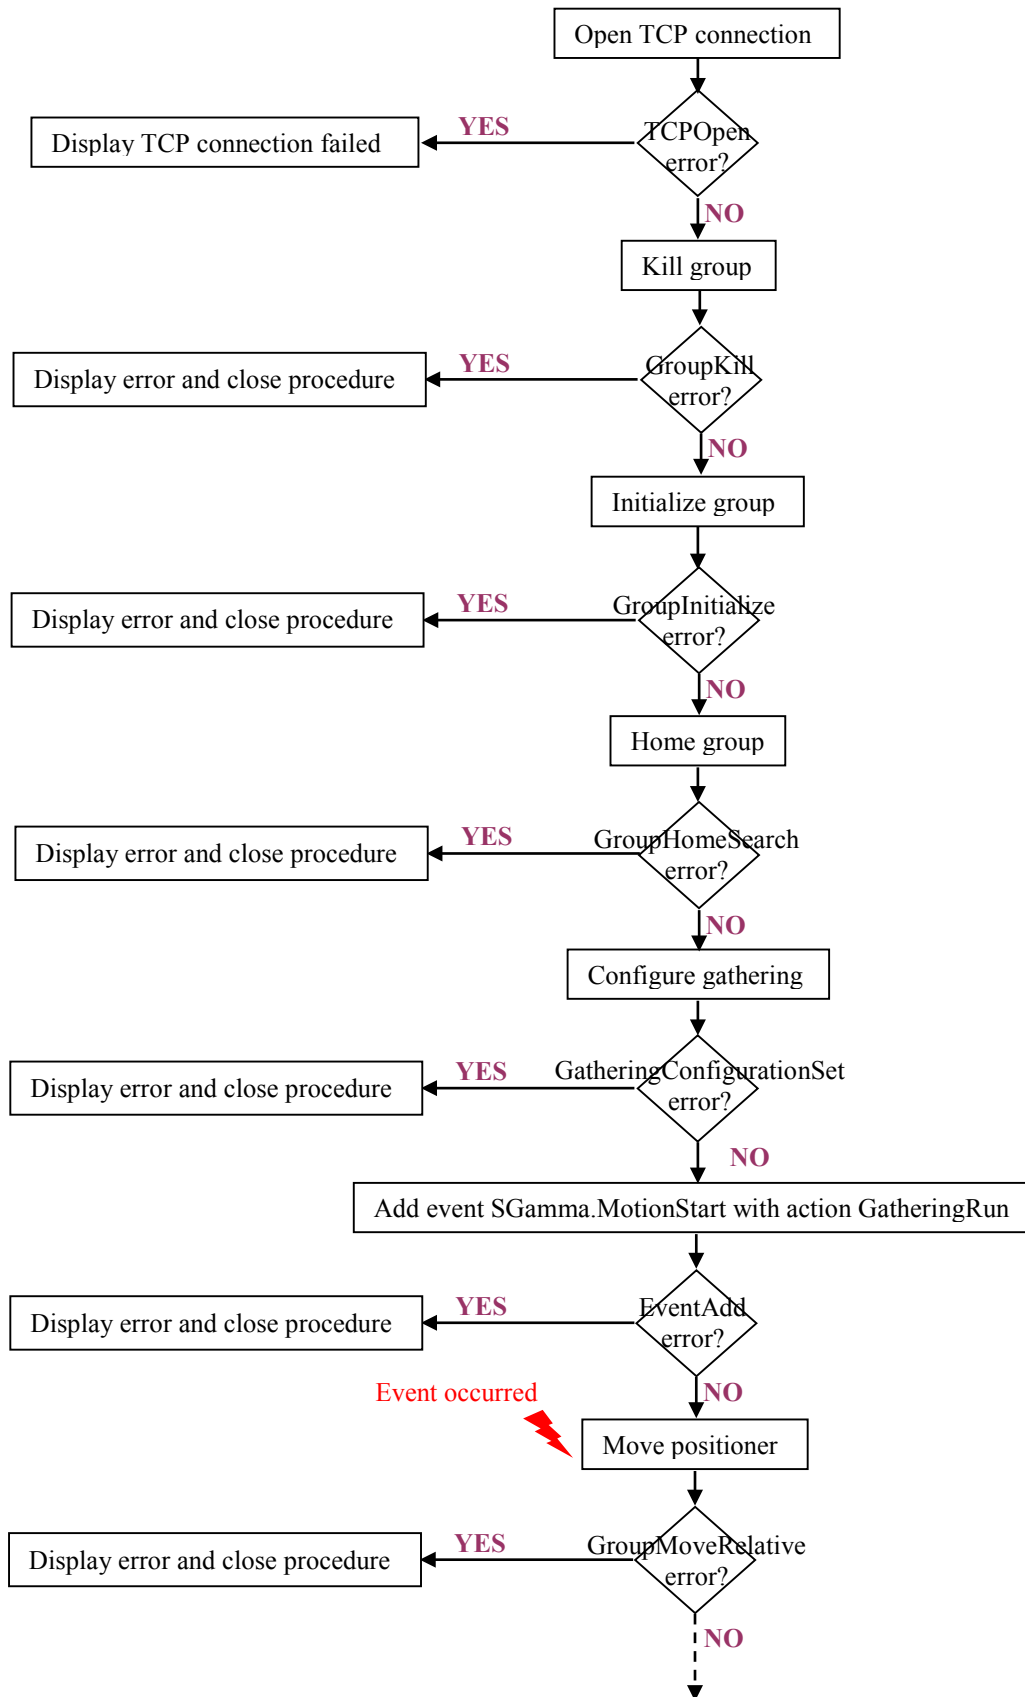 Open TCP connection
TCPOpen
error?
YES
Display TCP connection failed
NO
Kill group
GroupKill
error?
YES
Display error and close procedure
NO
Initialize group
GroupInitialize
error?
YES
Display error and close procedure
NO
Home group
GroupHomeSearch
error?
YES
Display error and close procedure
NO
Configure gathering
GatheringConfigurationSet
error?
YES
Display error and close procedure
NO
Add event SGamma.MotionStart with action GatheringRun
EventAdd
error?
YES
Display error and close procedure
NO
Event occurred
Move positioner
GroupMoveRelative
error?
YES
Display error and close procedure
NO